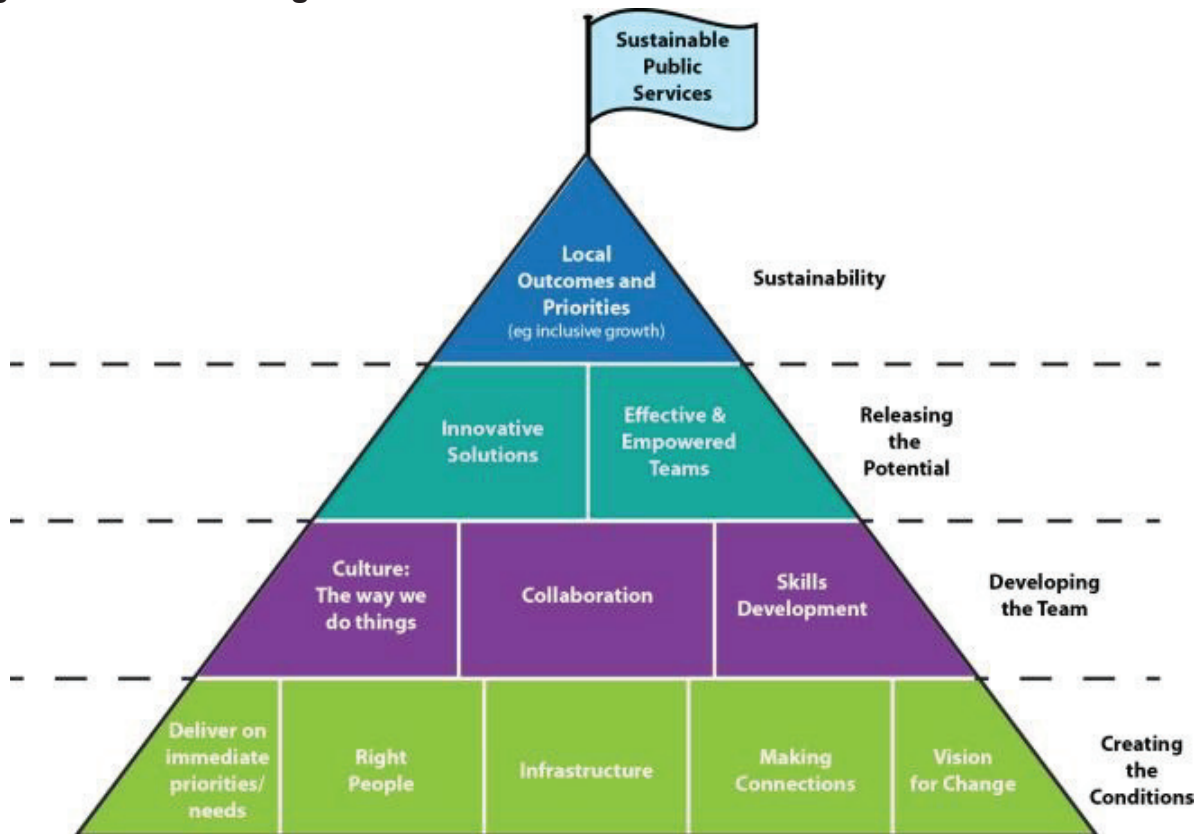 Sustainable
Public
Services
Local
Outcomes and
Priorities
(eg inclusive growth)
Sustainability
Innovative
Solutions
Effective &
Empowered
Teams
Releasing
the
Potential
Culture:
The way we
do things
Collaboration
Skills
Development
Developing
the Team
Deliver on
immediate
priorities/
needs
Right
People
Infrastructure
Making
Connections
Vision
for Change
Creating
the
Conditions